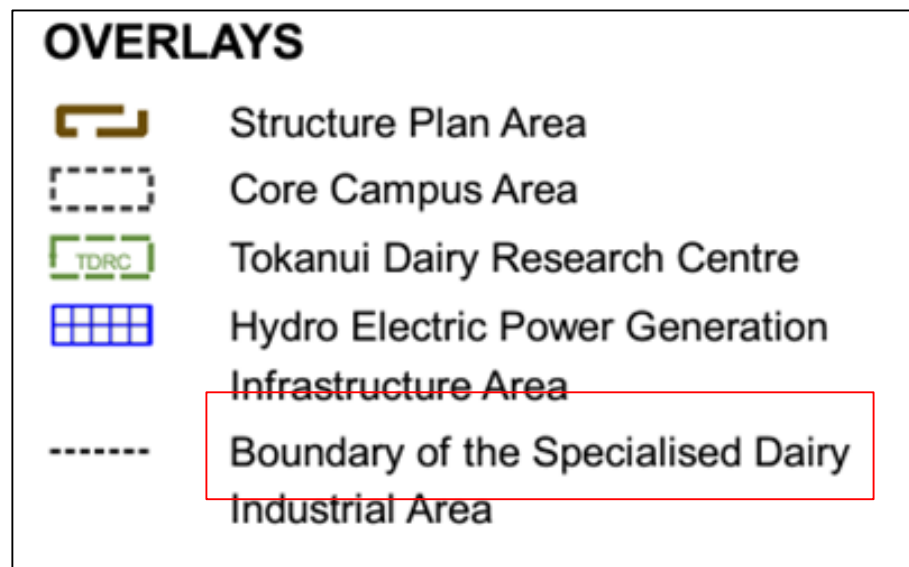 OVERLAYS
Structure Plan Area
Core Campus Area
TDRC Tokanui Dairy Research Centre
Hydro Electric Power Generation
Infrastructure Area
Boundary of the Specialised Dairy
Industrial Area